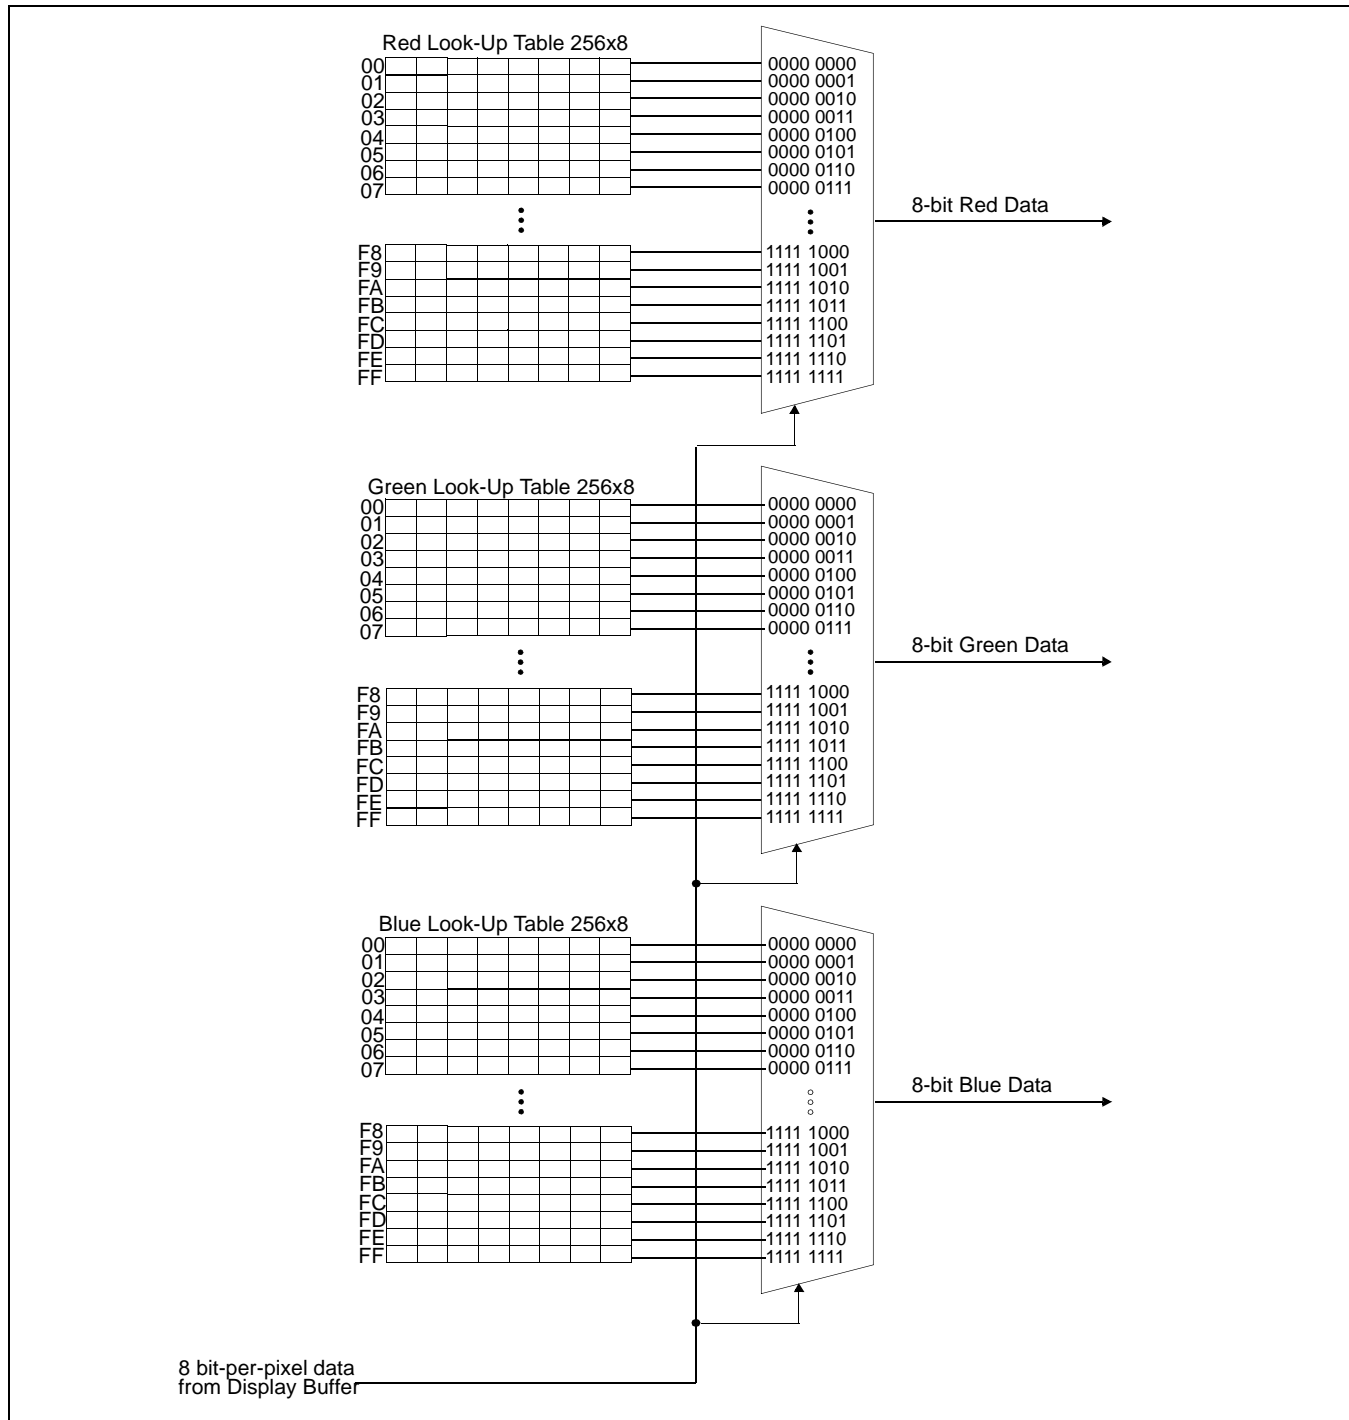 Red Look-Up Table 256x8
00 0000 0000
01 0000 0001
02 0000 0010
03 0000 0011
04 0000 0100
05 0000 0101
06 0000 0110
07 0000 0111
8-bit Red Data
F8 1111 1000
F9 1111 1001
FA 1111 1010
FB 1111 1011
FC 1111 1100
FD 1111 1101
FE 1111 1110
FF 1111 1111
Green Look-Up Table 256x8
00 0000 0000
01 0000 0001
02 0000 0010
03 0000 0011
04 0000 0100
05 0000 0101
06 0000 0110
07 0000 0111
8-bit Green Data
F8 1111 1000
F9 1111 1001
FA 1111 1010
FB 1111 1011
FC 1111 1100
FD 1111 1101
FE 1111 1110
FF 1111 1111
Blue Look-Up Table 256x8
00 0000 0000
01 0000 0001
02 0000 0010
03 0000 0011
04 0000 0100
05 0000 0101
06 0000 0110
07 0000 0111
8-bit Blue Data
F8 1111 1000
F9 1111 1001
FA 1111 1010
FB 1111 1011
FC 1111 1100
FD 1111 1101
FE 1111 1110
FF 1111 1111
8 bit-per-pixel data
from Display Buffer